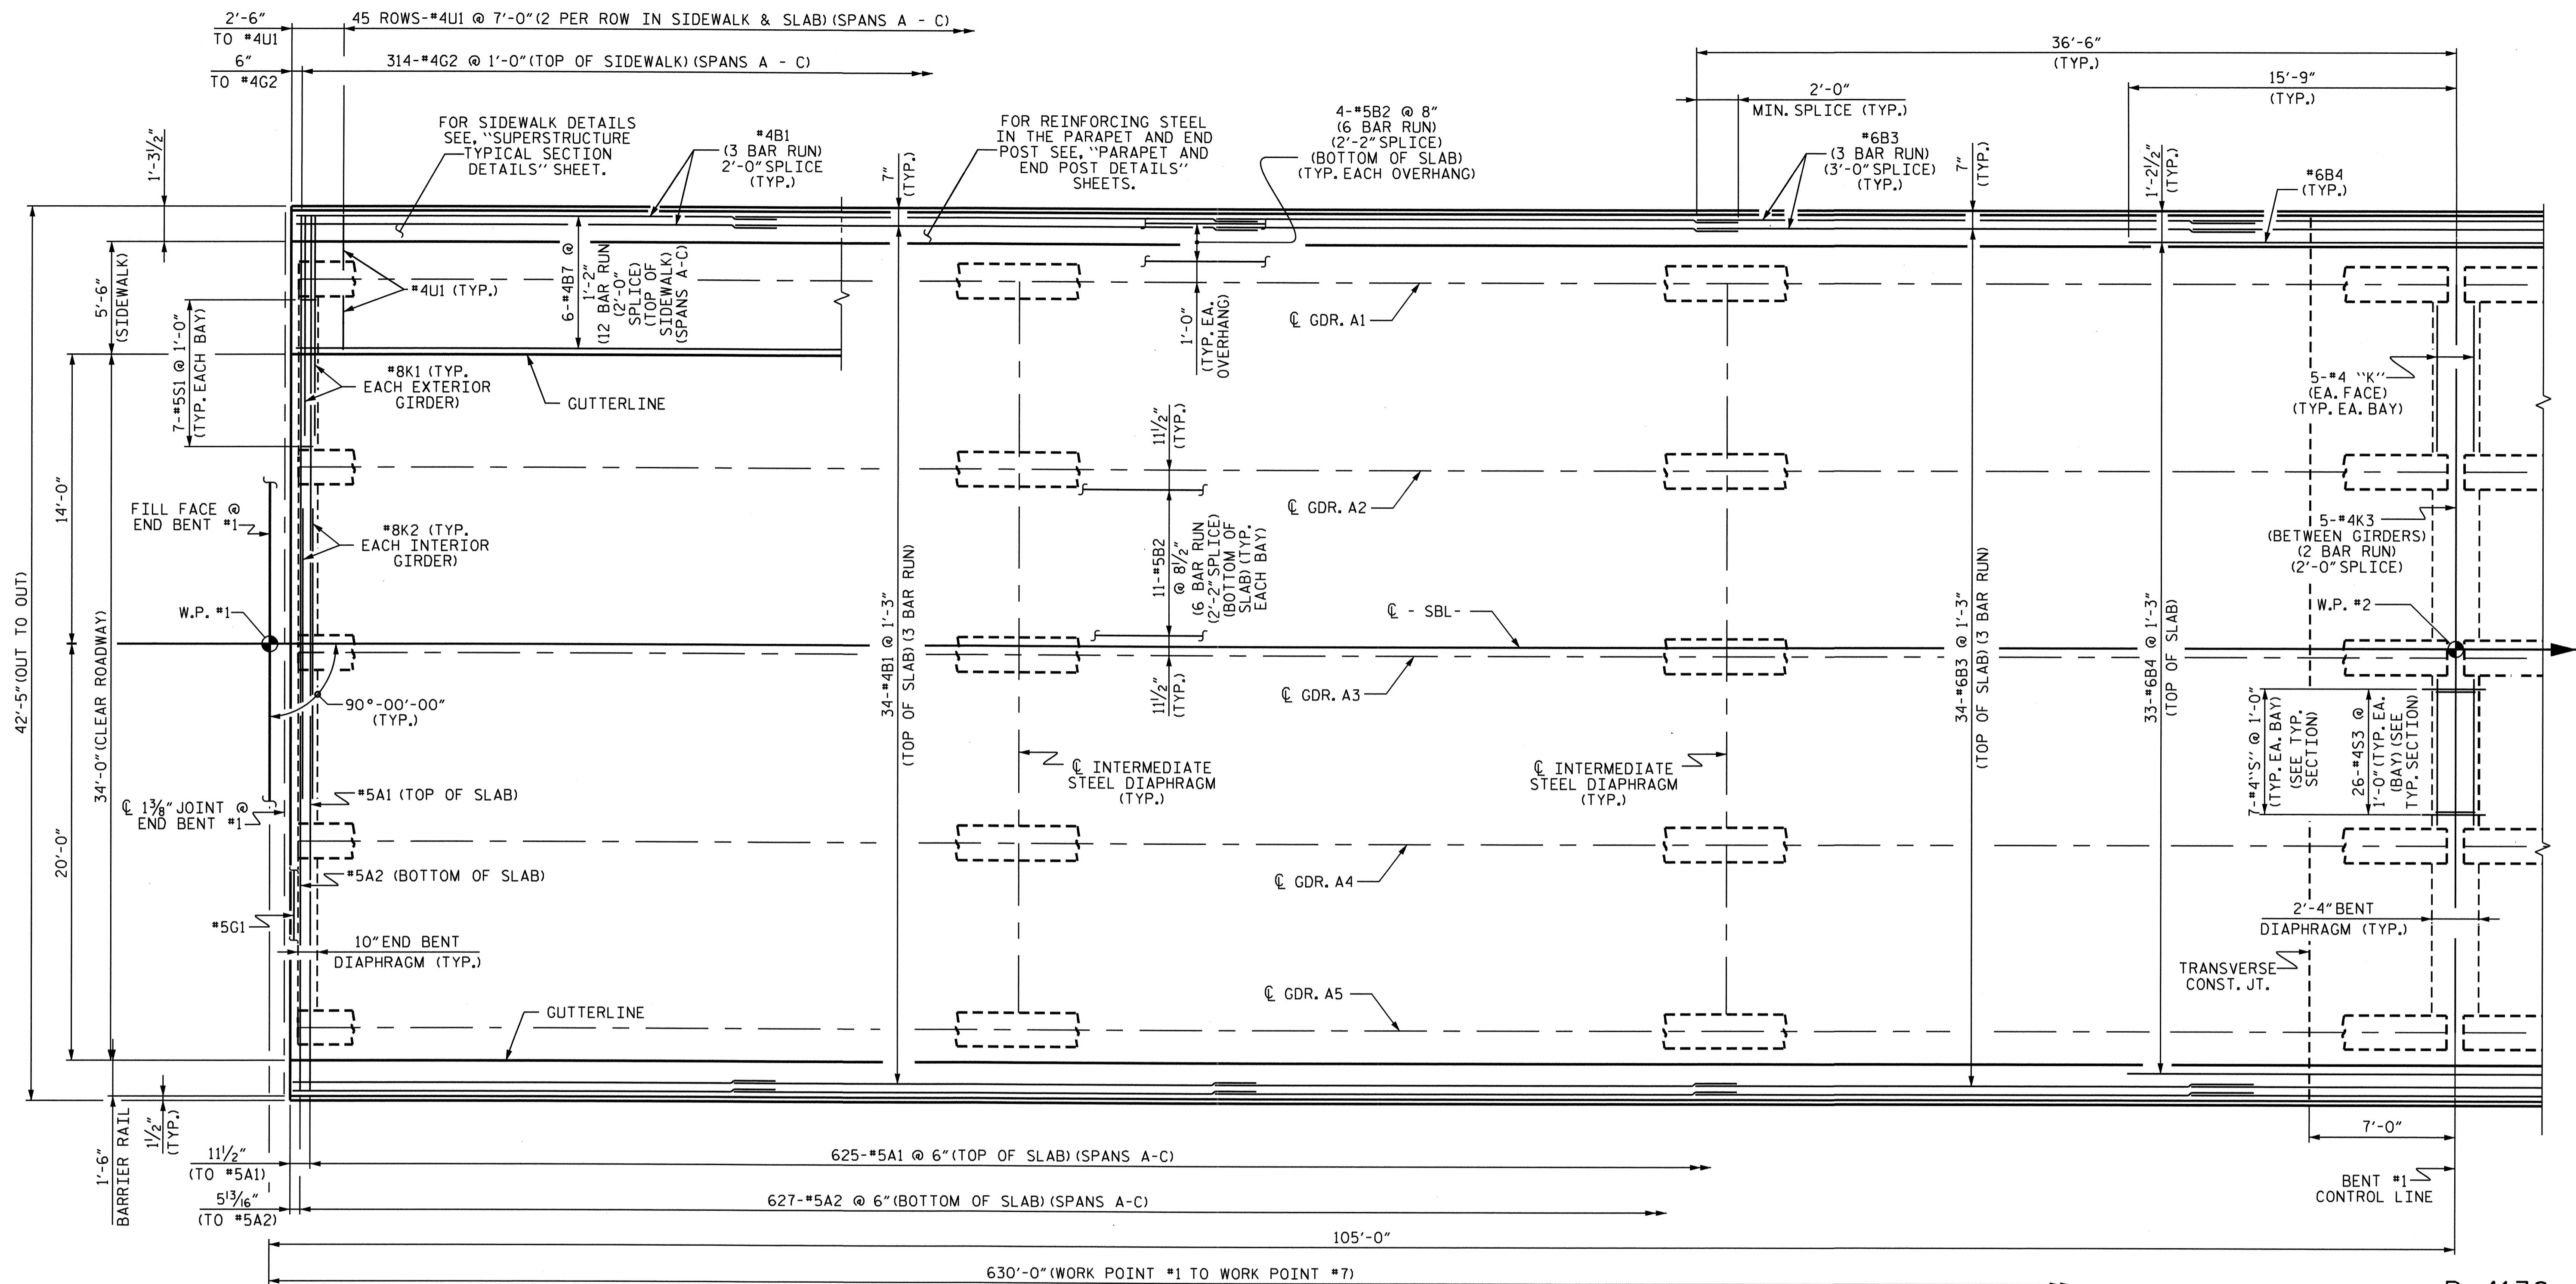 2'-6"
TO #4U1
45 ROWS-#4U1 @ 7'-0"(2 PER ROW IN SIDEWALK & SLAB)(SPANS A - C)
6"
TO #4G2
314-#4G2 @ 1'-0"(TOP OF SIDEWALK)(SPANS A - C)
36'-6"
(TYP.)
15'-9"
(TYP.)
2'-0"
MIN. SPLICE (TYP.)
1'-3½"
FOR SIDEWALK DETAILS
SEE, "SUPERSTRUCTURE
TYPICAL SECTION
DETAILS" SHEET.
#4B1
(3 BAR RUN)
2'-0" SPLICE
(TYP.)
7"
(TYP.)
FOR REINFORCING STEEL
IN THE PARAPET AND END
POST SEE, "PARAPET AND
END POST DETAILS"
SHEETS.
4-#5B2 @ 8"
(6 BAR RUN)
(2'-2" SPLICE)
(BOTTOM OF SLAB)
(TYP. EACH OVERHANG)
#6B3
(3 BAR RUN)
(3'-0" SPLICE)
(TYP.)
7"
(TYP.)
1'-2½"
(TYP.)
#6B4
(TYP.)
5'-6"
(SIDEWALK)
7-#5S1 @ 1'-0"
(TYP. EACH BAY)
#4U1 (TYP.)
6-#4B7 @
1'-2"
(12 BAR RUN
(2'-0"
SPLICE)
(TOP OF
SIDEWALK)
(SPANS A-C)
1'-0"
(TYP. EA.
OVERHANG)
℄ GDR. A1
#8K1 (TYP.
EACH EXTERIOR
GIRDER)
GUTTERLINE
5-#4 "K"
(EA. FACE)
(TYP. EA. BAY)
14'-0"
11½"
(TYP.)
FILL FACE @
END BENT #1
#8K2 (TYP.
EACH INTERIOR
GIRDER)
℄ GDR. A2
11-#5B2
@ 8½"
(6 BAR RUN
(2'-2" SPLICE)
(BOTTOM OF
SLAB)(TYP.
EACH BAY)
5-#4K3
(BETWEEN GIRDERS)
(2 BAR RUN)
(2'-0" SPLICE)
42'-5"(OUT TO OUT)
34'-0"(CLEAR ROADWAY)
W.P. #1
34-#4B1 @ 1'-3"
(TOP OF SLAB)(3 BAR RUN)
℄ - SBL-
34-#6B3 @ 1'-3"
(TOP OF SLAB)(3 BAR RUN)
33-#6B4 @ 1'-3"
(TOP OF SLAB)
W.P. #2
90°-00'-00"
(TYP.)
11½"
(TYP.)
℄ GDR. A3
7-#4"S" @ 1'-0"
(TYP. EA. BAY)
(SEE TYP.
SECTION)
26-#4S3 @
1'-0"(TYP. EA.
(BAY)(SEE
TYP. SECTION)
℄ 1⅜" JOINT @
END BENT #1
#5A1 (TOP OF SLAB)
℄ INTERMEDIATE
STEEL DIAPHRAGM
(TYP.)
℄ INTERMEDIATE
STEEL DIAPHRAGM
(TYP.)
20'-0"
#5A2 (BOTTOM OF SLAB)
℄ GDR. A4
#5G1
10" END BENT
DIAPHRAGM (TYP.)
2'-4" BENT
DIAPHRAGM (TYP.)
TRANSVERSE
CONST. JT.
℄ GDR. A5
GUTTERLINE
1'-6"
BARRIER RAIL
1½"
(TYP.)
7'-0"
11½"
(TO #5A1)
625-#5A1 @ 6"(TOP OF SLAB)(SPANS A-C)
5¹³⁄₁₆"
(TO #5A2)
627-#5A2 @ 6"(BOTTOM OF SLAB)(SPANS A-C)
BENT #1
CONTROL LINE
105'-0"
630'-0"(WORK POINT #1 TO WORK POINT #7)